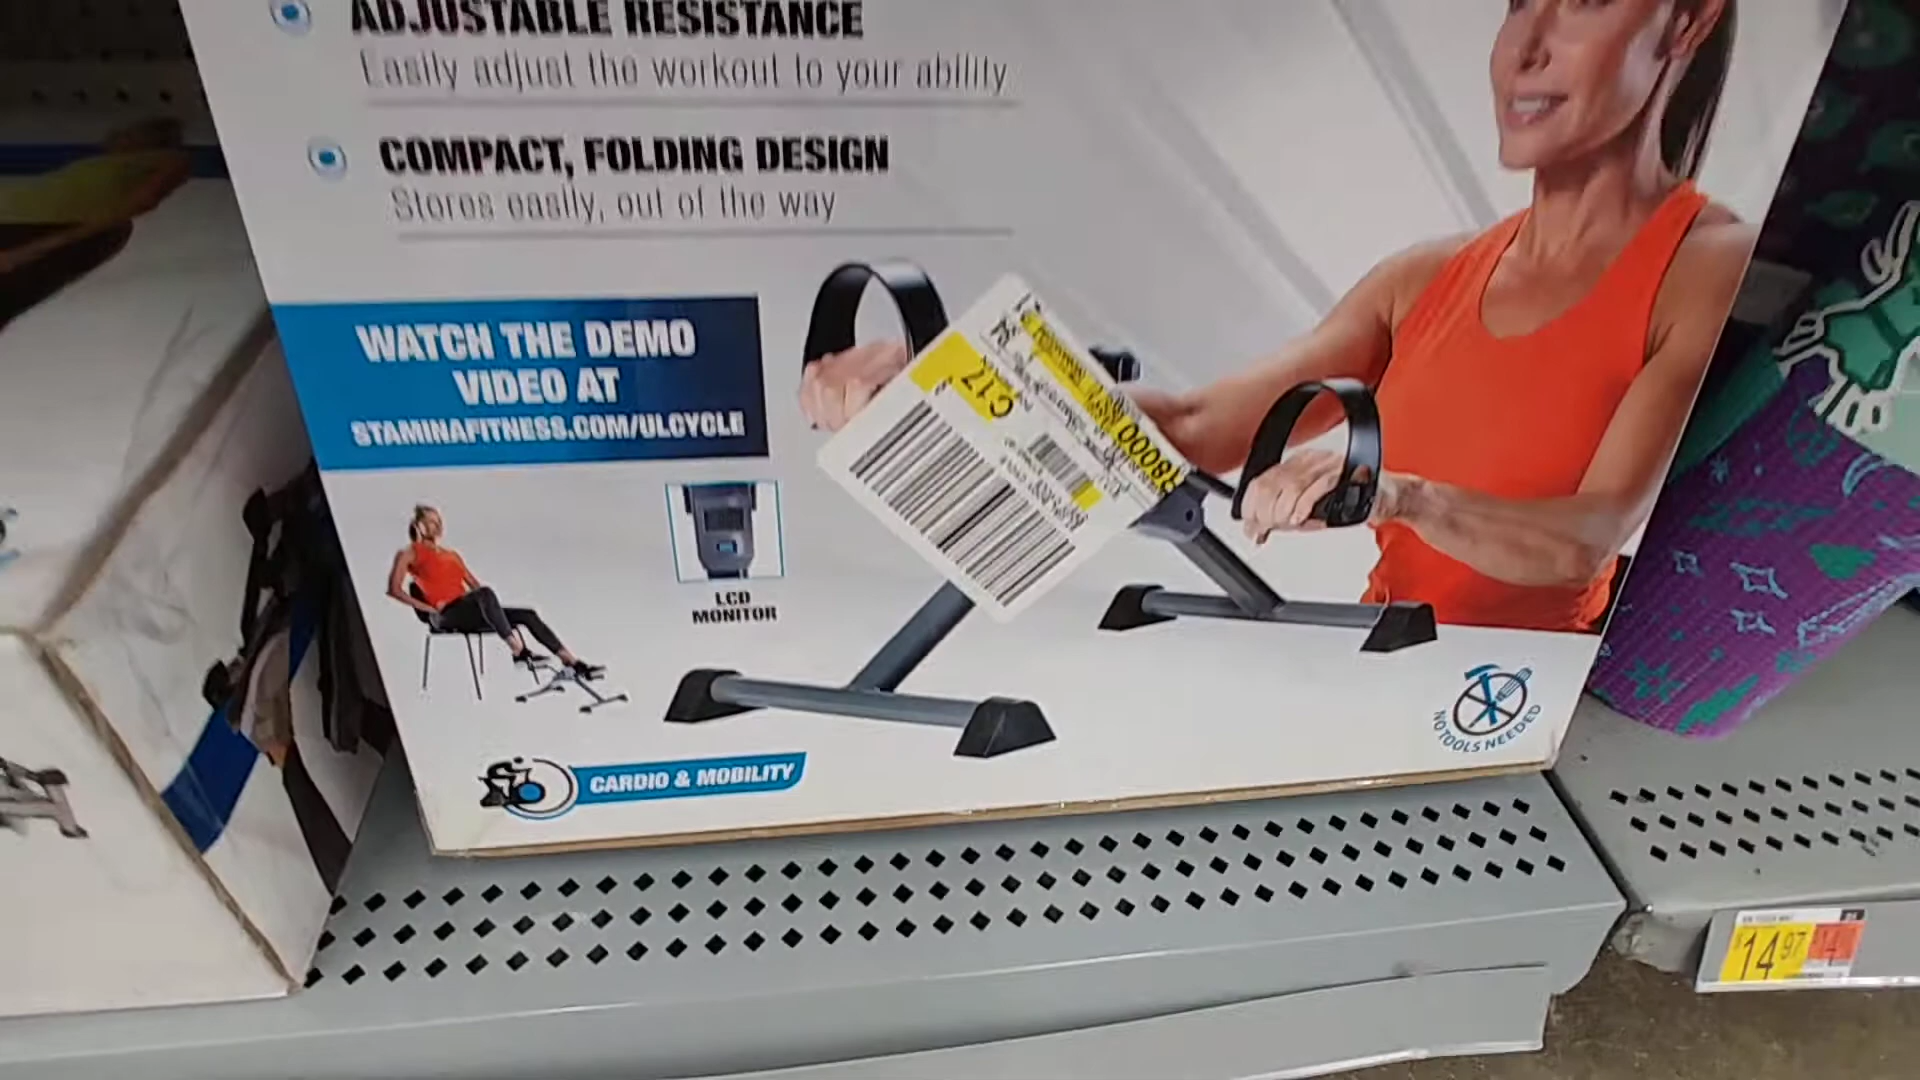 ADJUSTABLE RESISTANCE
Easily adjust the workout to your ability
COMPACT, FOLDING DESIGN
Stores easily, out of the way
WATCH THE DEMO
VIDEO AT
STAMINAFITNESS.COM/ULCYCLE
LCD
MONITOR
C217
CARDIO & MOBILITY
NO TOOLS NEEDED
14 97